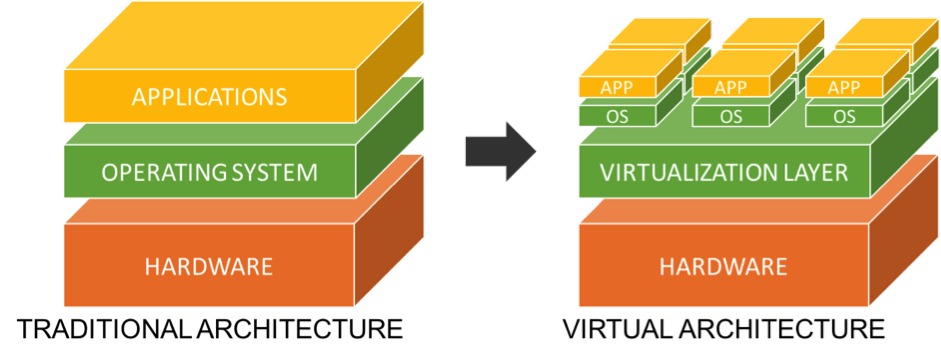 APPLICATIONS
OPERATING SYSTEM
HARDWARE
TRADITIONAL ARCHITECTURE
APP APP APP
OS OS OS
VIRTUALIZATION LAYER
HARDWARE
VIRTUAL ARCHITECTURE